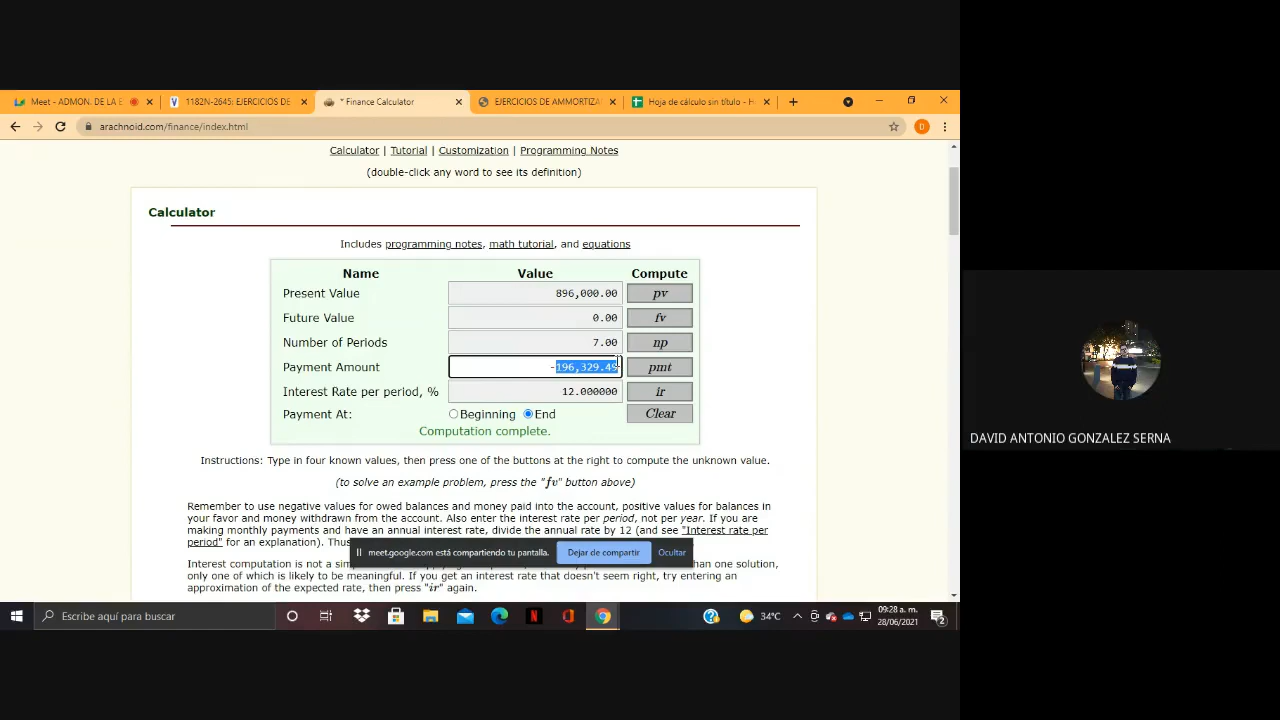 Meet - ADMON. DE LA E
1182N-2645: EJERCICIOS DE
* Finance Calculator
EJERCICIOS DE AMMORTIZA
Hoja de cálculo sin título - H
arachnoid.com/finance/index.html
U
Calculator | Tutorial | Customization | Programming Notes
(double-click any word to see its definition)
Calculator
Includes programming notes, math tutorial, and equations
Name Value Compute
Present Value 896,000.00 pv
Future Value 0.00 fv
Number of Periods 7.00 np
Payment Amount -196,329.49 pmt
Interest Rate per period, % 12.000000 ir
Payment At: Beginning End Clear
Computation complete.
Instructions: Type in four known values, then press one of the buttons at the right to compute the unknown value.
(to solve an example problem, press the "fv" button above)
Remember to use negative values for owed balances and money paid into the account, positive values for balances in
your favor and money withdrawn from the account. Also enter the interest rate per period, not per year. If you are
making monthly payments and have an annual interest rate, divide the annual rate by 12 (and see "Interest rate per
period" for an explanation). Thus
meet.google.com está compartiendo tu pantalla. Dejar de compartir Ocultar
Interest computation is not a than one solution,
only one of which is likely to be meaningful. If you get an interest rate that doesn't seem right, try entering an
approximation of the expected rate, then press "ir" again.
DAVID ANTONIO GONZALEZ SERNA
Escribe aquí para buscar
34°C
09:28 a. m.
28/06/2021
2